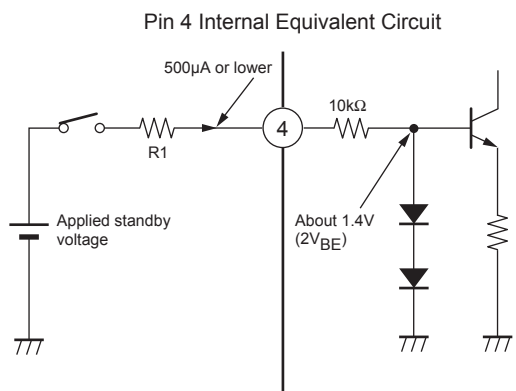 Pin 4 Internal Equivalent Circuit
500µA or lower
10kΩ
4
R1
Applied standby
voltage
About 1.4V
(2VBE)